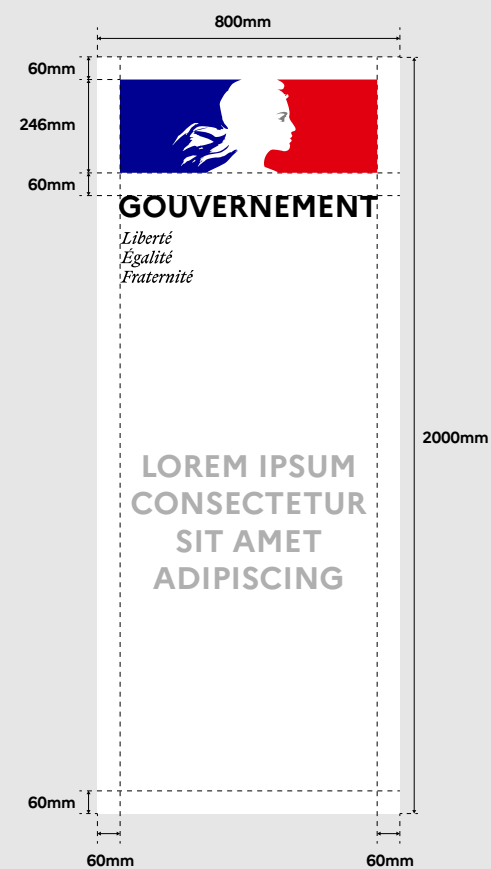 800mm
60mm
246mm
60mm
GOUVERNEMENT
Liberté
Égalité
Fraternité
2000mm
LOREM IPSUM
CONSECTETUR
SIT AMET
ADIPISCING
60mm
60mm
60mm